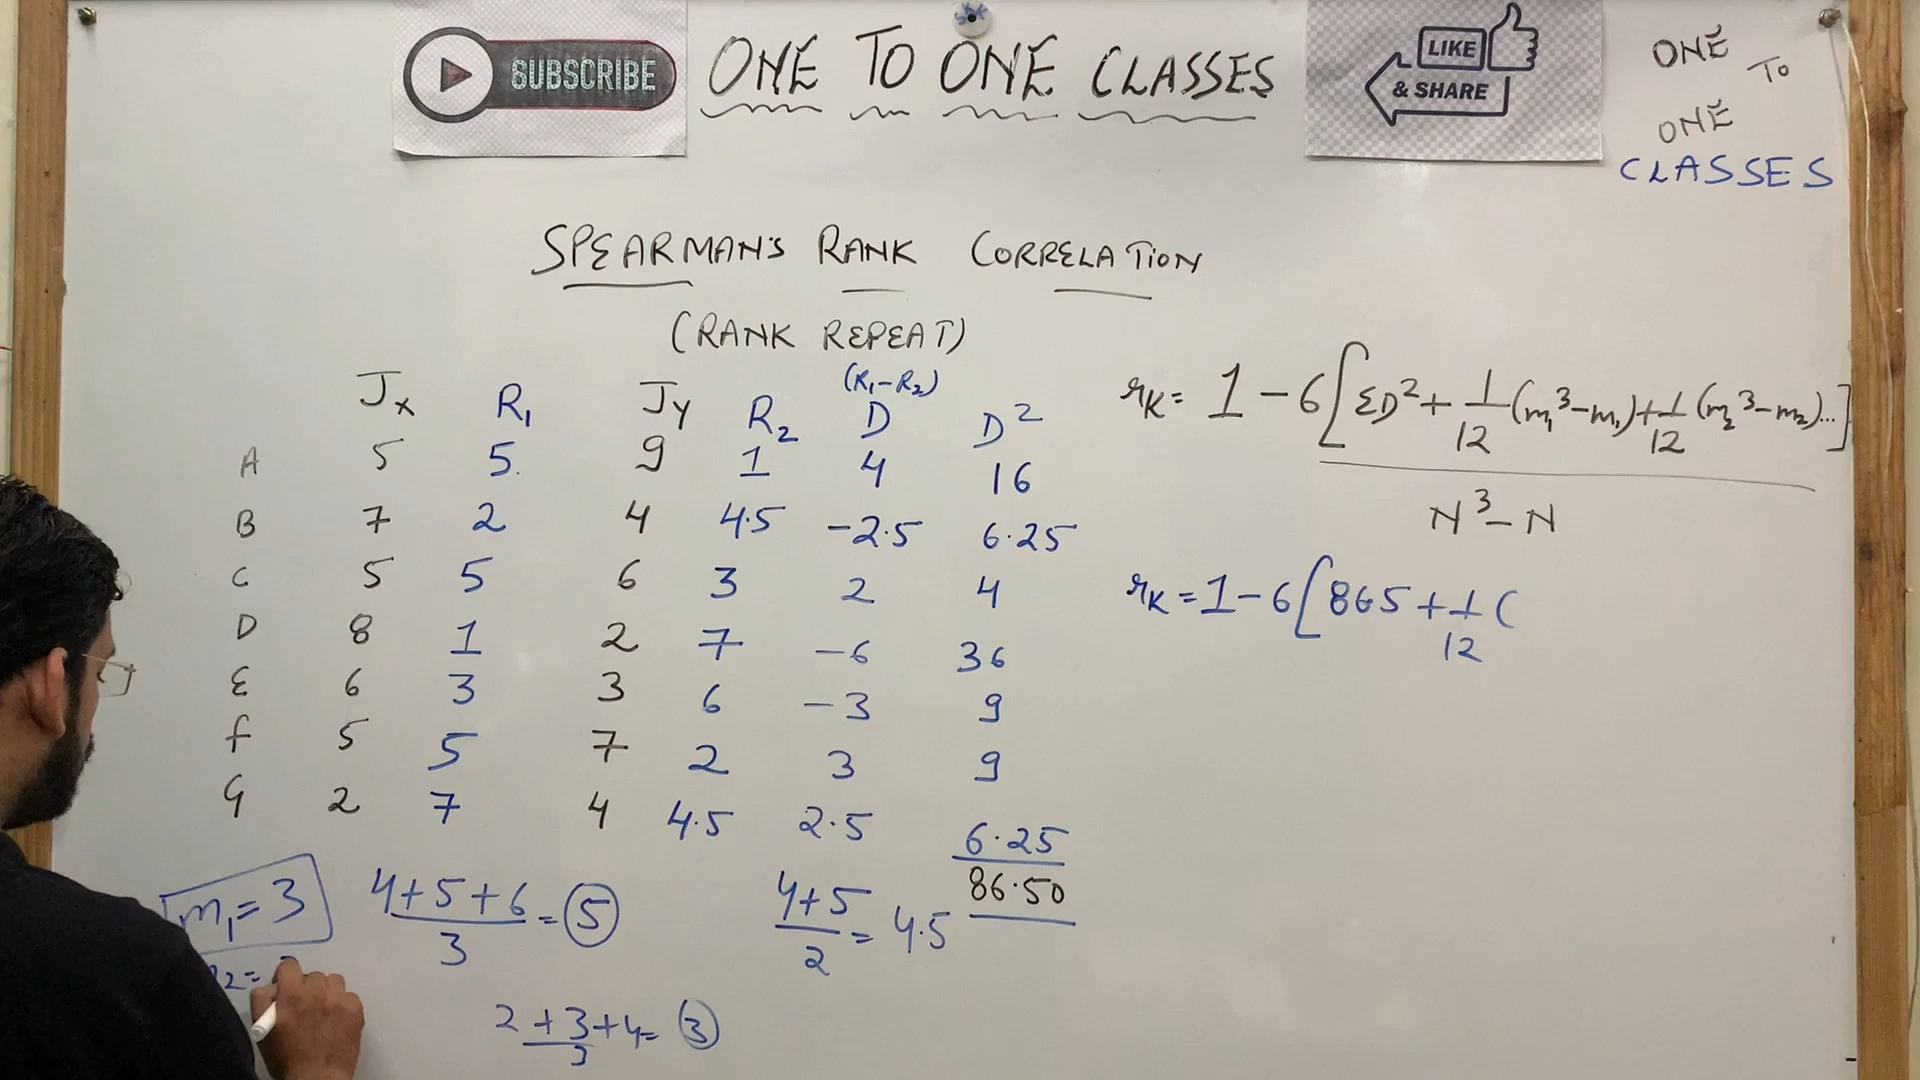 SUBSCRIBE
ONE TO ONE CLASSES
LIKE
& SHARE
ONE TO
ONE
CLASSES
SPEARMAN'S RANK CORRELATION
(RANK REPEAT)
Jx R₁ Jy R₂ (R₁-R₂) D D²
A 5 5. 9 1 4 16
B 7 2 4 4.5 -2.5 6.25
C 5 5 6 3 2 4
D 8 1 2 7 -6 36
E 6 3 3 6 -3 9
f 5 5 7 2 3 9
G 2 7 4 4.5 2.5 6.25
86.50
m₁=3
4+5+6/3 = 5
4+5/2 = 4.5
2+3+4/3 = 3
rK = 1-6[ΣD²+1/12(m₁³-m₁)+1/12(m₂³-m₂)...]
N³-N
rK = 1-6[865+1/12(